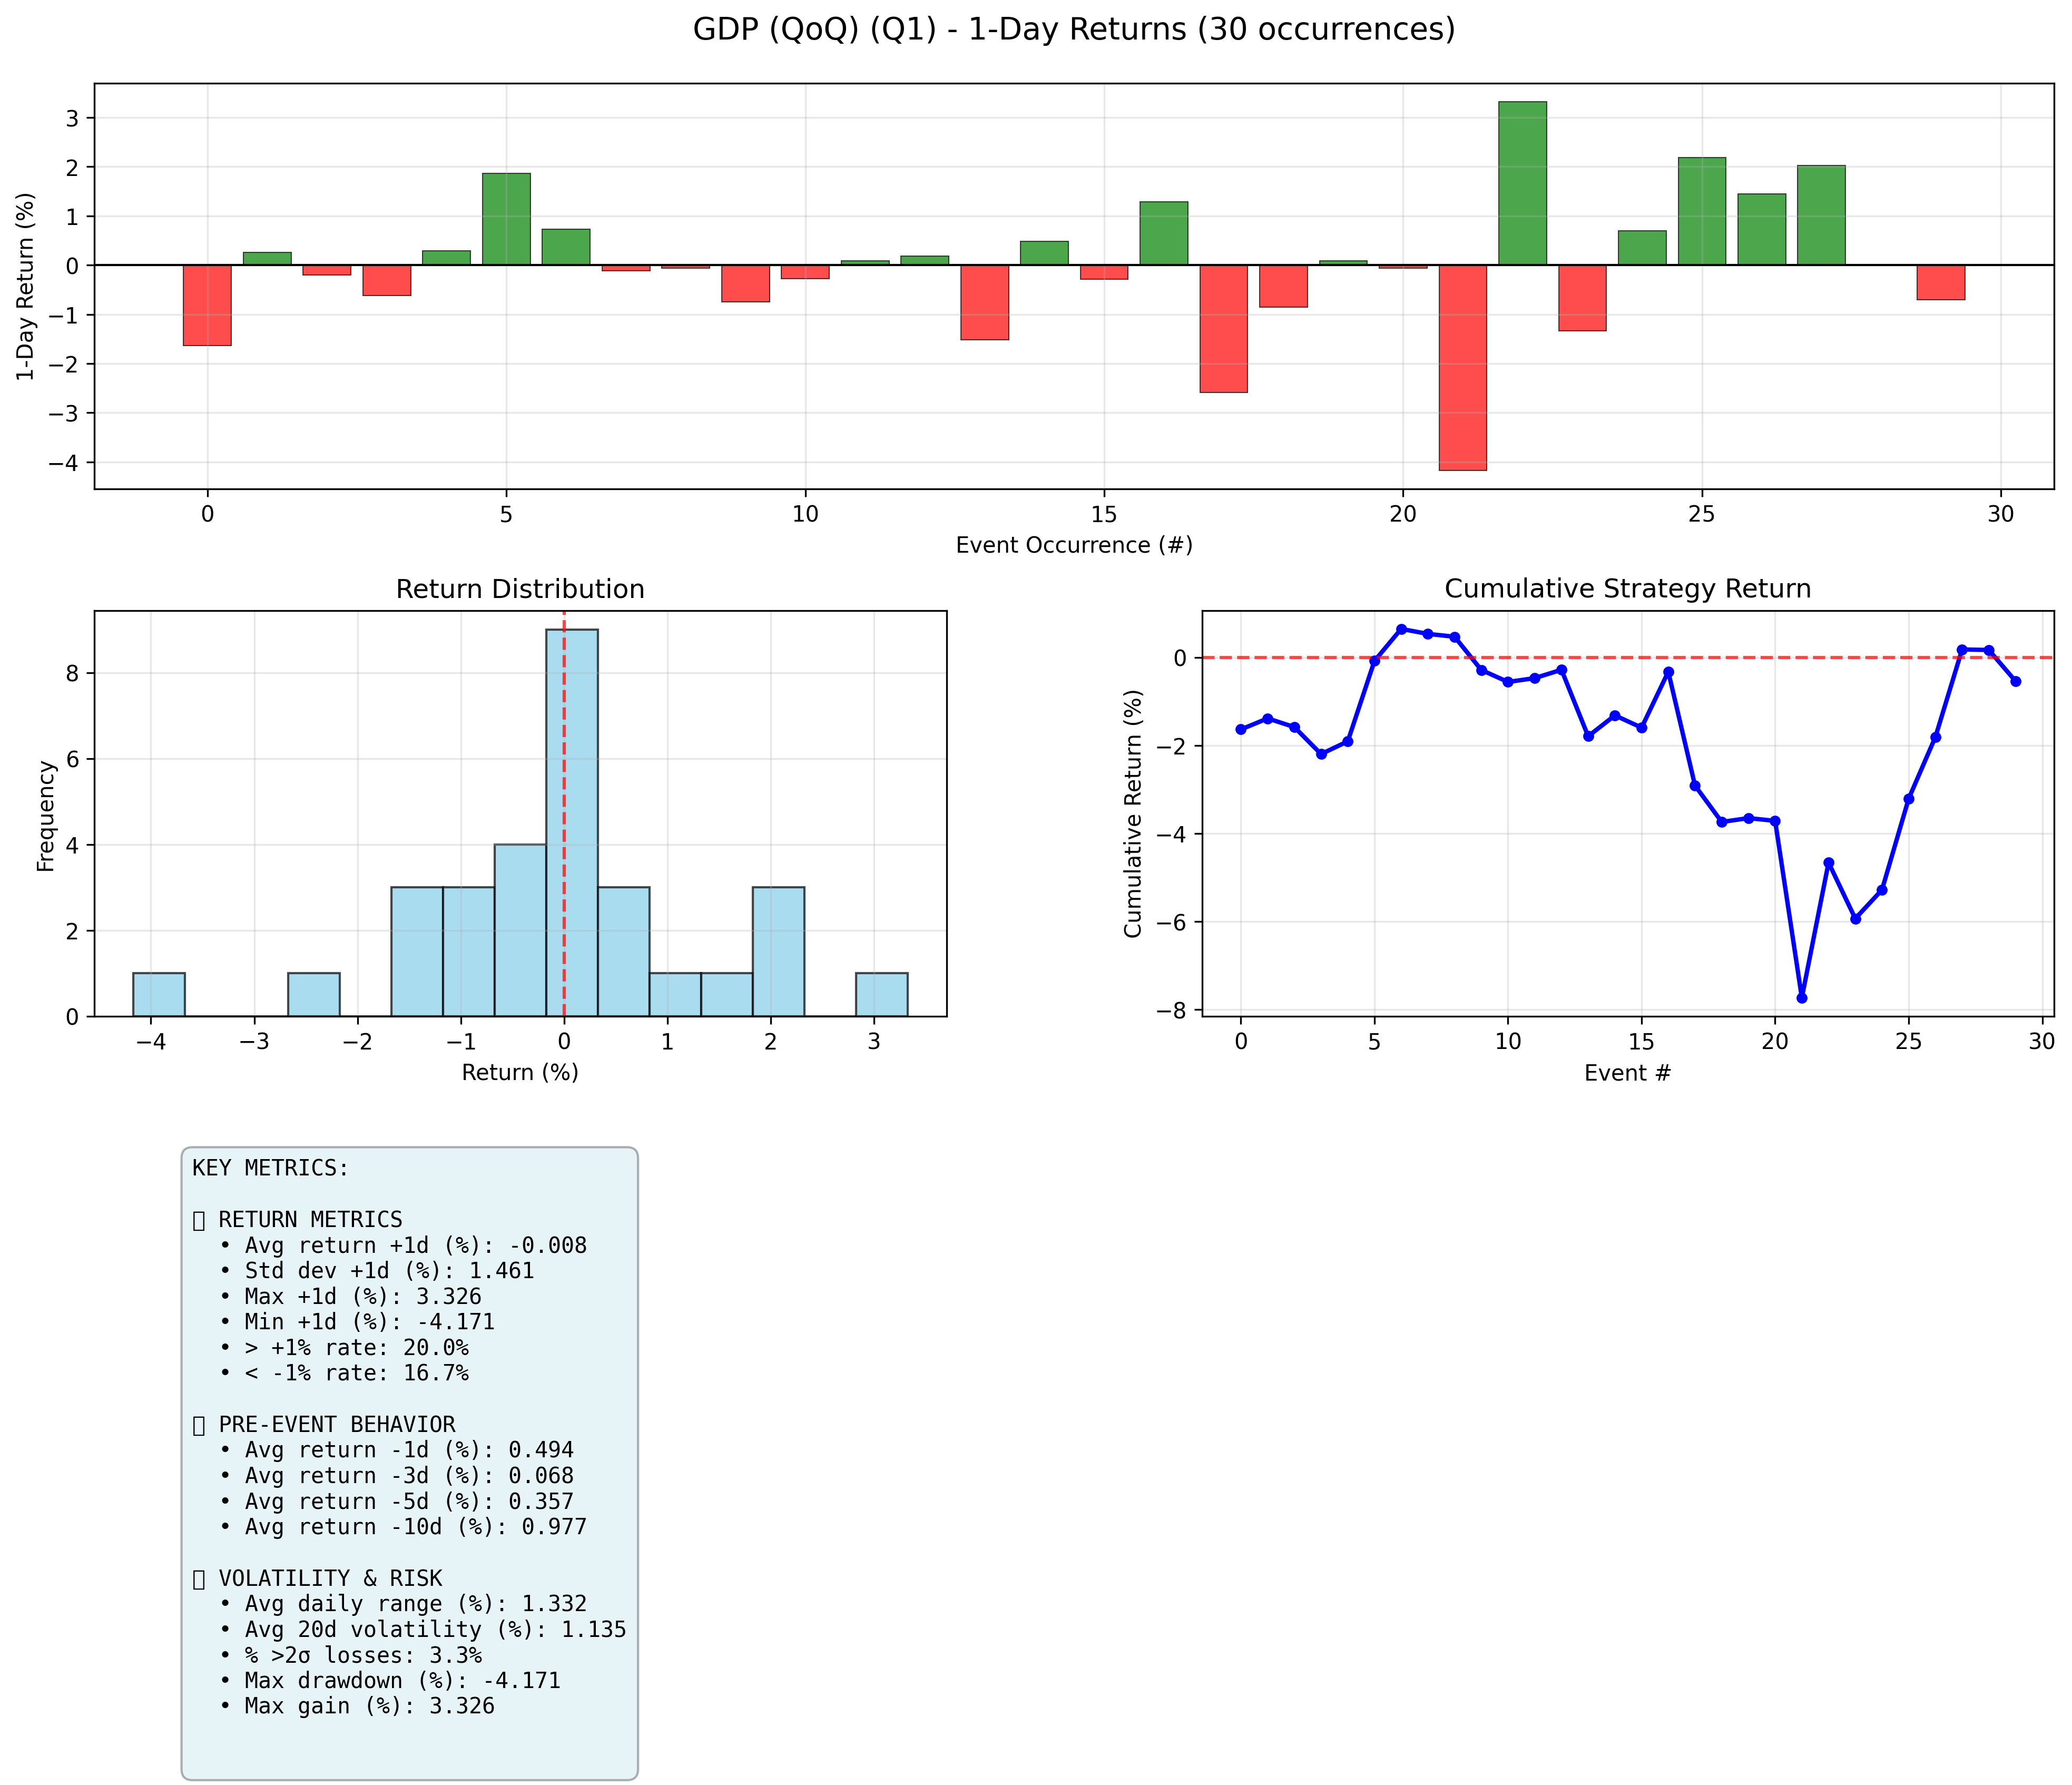 GDP (QoQ) (Q1) - 1-Day Returns (30 occurrences)
1-Day Return (%)
3
2
1
0
−1
−2
−3
−4
0 5 10 15 20 25 30
Event Occurrence (#)
Return Distribution
Frequency
8
6
4
2
0
−4 −3 −2 −1 0 1 2 3
Return (%)
Cumulative Strategy Return
Cumulative Return (%)
0
−2
−4
−6
−8
0 5 10 15 20 25 30
Event #
KEY METRICS:
RETURN METRICS
• Avg return +1d (%): -0.008
• Std dev +1d (%): 1.461
• Max +1d (%): 3.326
• Min +1d (%): -4.171
• > +1% rate: 20.0%
• < -1% rate: 16.7%
PRE-EVENT BEHAVIOR
• Avg return -1d (%): 0.494
• Avg return -3d (%): 0.068
• Avg return -5d (%): 0.357
• Avg return -10d (%): 0.977
VOLATILITY & RISK
• Avg daily range (%): 1.332
• Avg 20d volatility (%): 1.135
• % >2σ losses: 3.3%
• Max drawdown (%): -4.171
• Max gain (%): 3.326